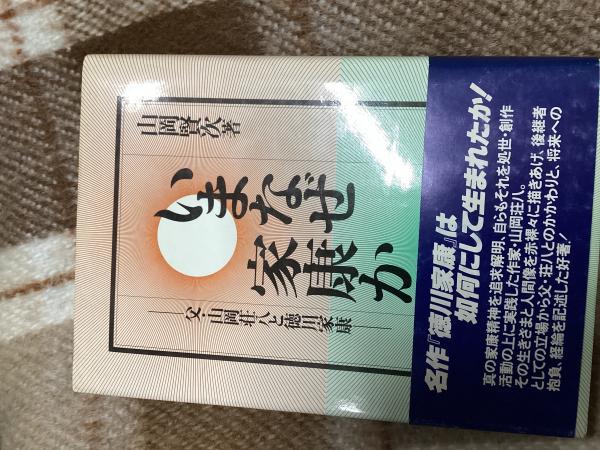 山岡賢次著
いまなぜ
家康か
─父・山岡荘八と徳川家康
名作『徳川家康』は
如何にして生まれたか！
真の家康精神を追求解明、自らもそれを処世・創作
活動の上に実践した作家・山岡荘八。
その生きざまと人間像を赤裸々に描きあげ、後継者
としての立場から父・荘八とのかかわりと、将来への
抱負、経綸を記述した好著！